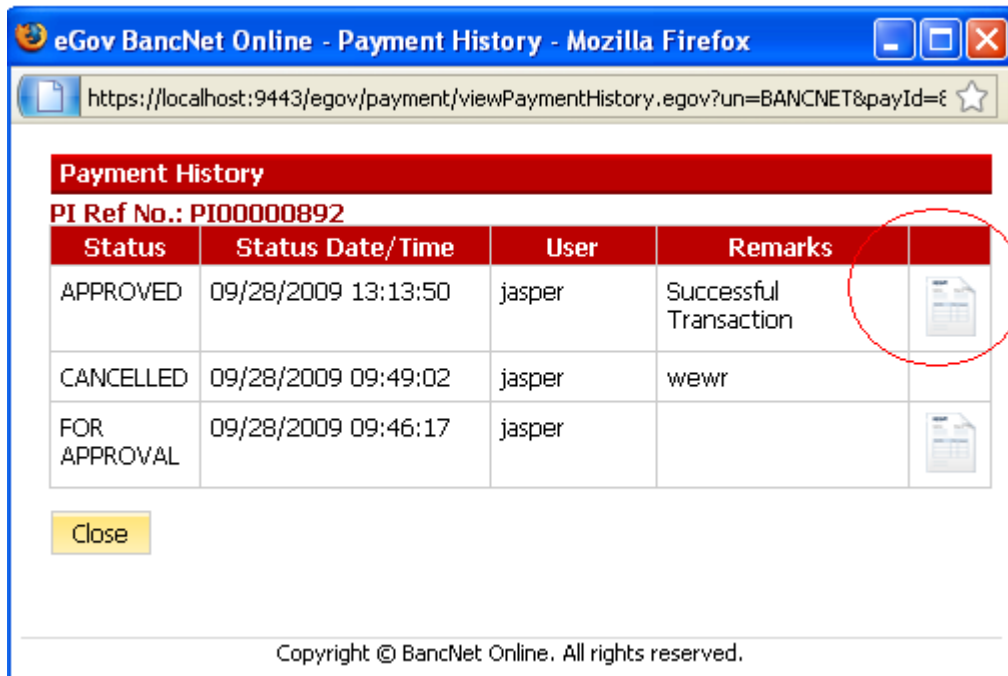 eGov BancNet Online - Payment History - Mozilla Firefox
https://localhost:9443/egov/payment/viewPaymentHistory.egov?un=BANCNET&payId=8
Payment History
PI Ref No.: PI00000892
Status Status Date/Time User Remarks
APPROVED 09/28/2009 13:13:50 jasper Successful
Transaction
CANCELLED 09/28/2009 09:49:02 jasper wewr
FOR 09/28/2009 09:46:17 jasper
APPROVAL
Close
Copyright © BancNet Online. All rights reserved.